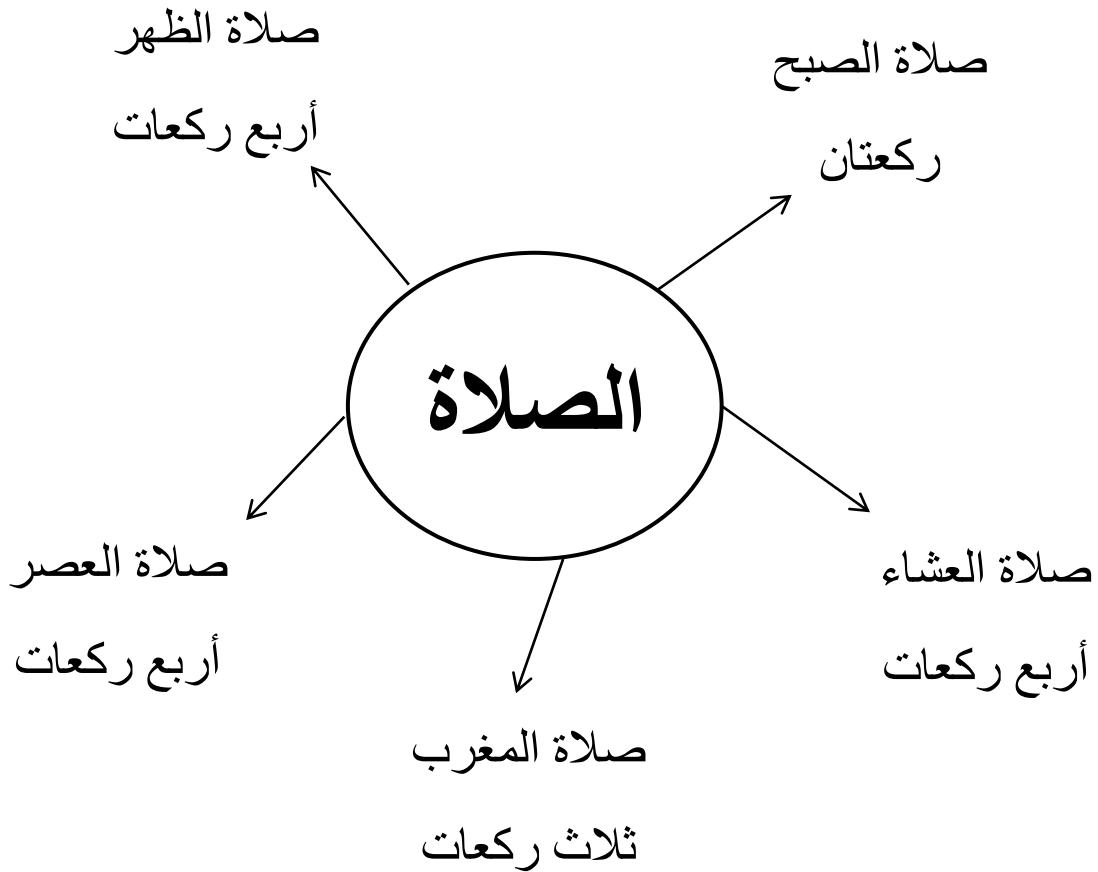 صلاة الصبح
ركعتان
صلاة الظهر
أربع ركعات
الصلاة
صلاة العشاء
أربع ركعات
صلاة العصر
أربع ركعات
صلاة المغرب
ثلاث ركعات